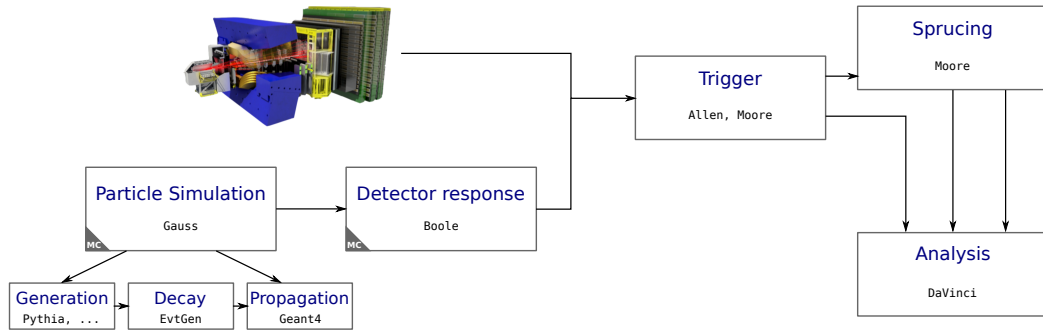 Sprucing
Moore
Trigger
Allen, Moore
Particle Simulation
Gauss
MC
Detector response
Boole
MC
Analysis
DaVinci
Generation
Pythia, ...
Decay
EvtGen
Propagation
Geant4